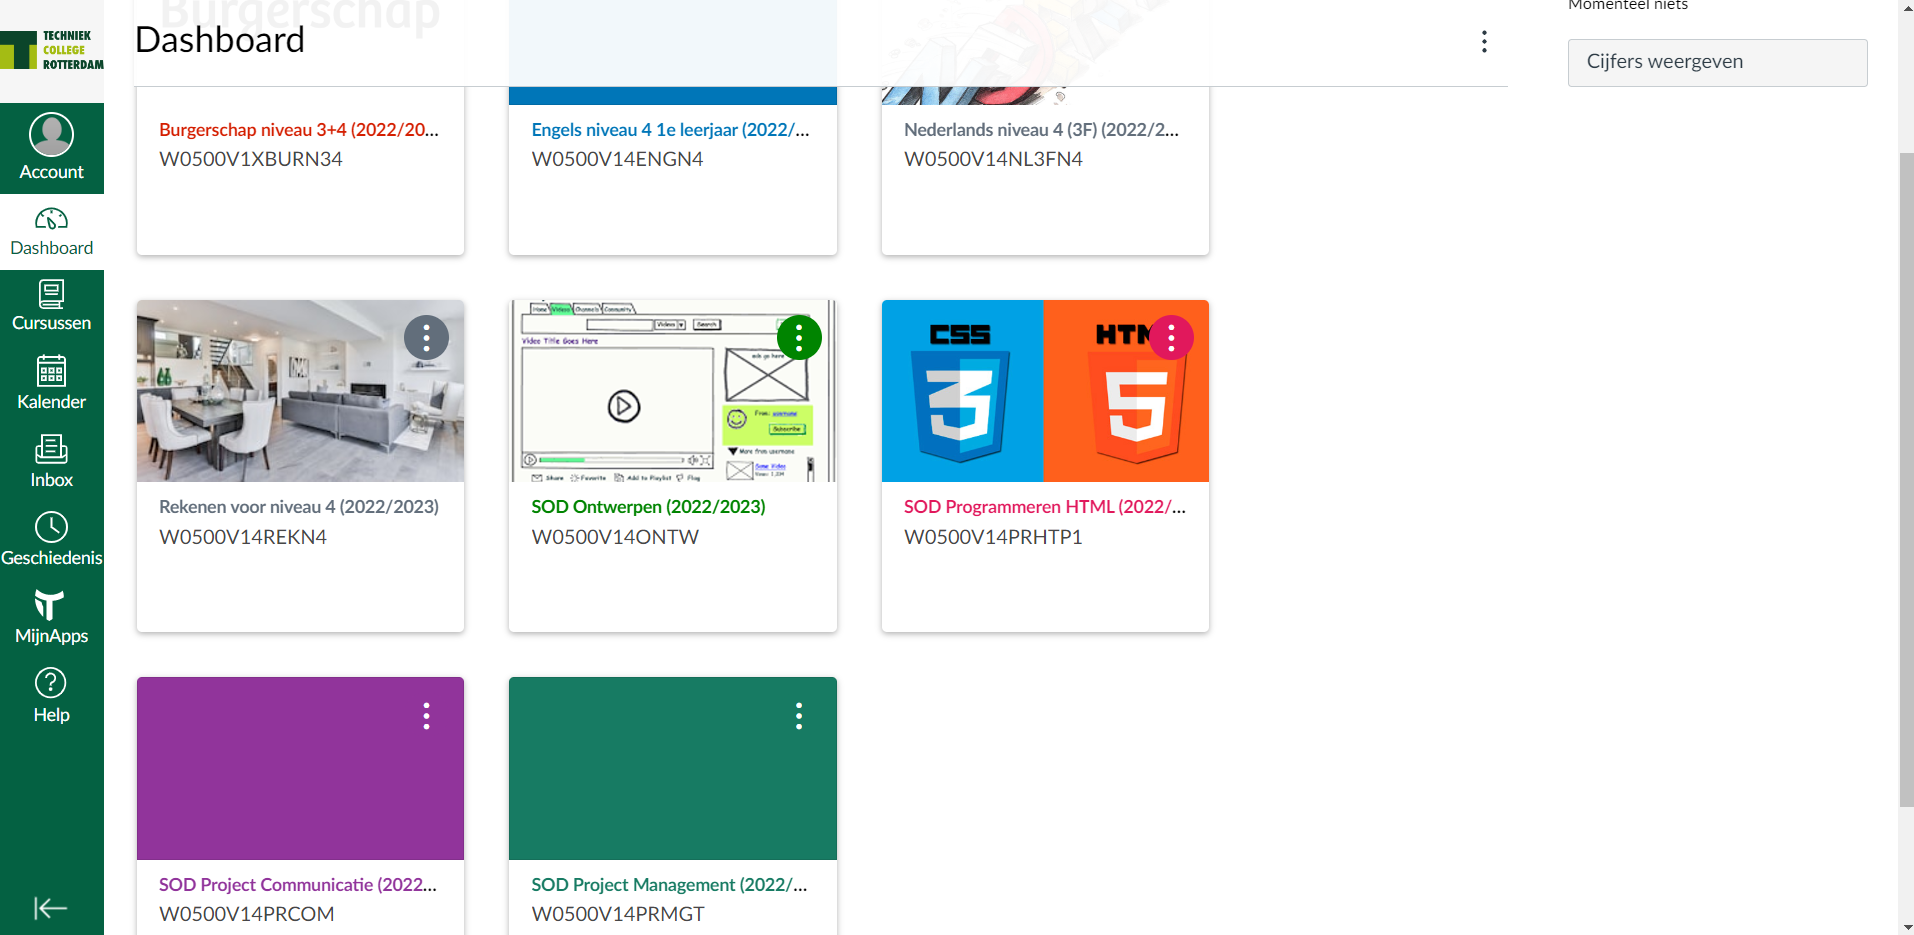 Burgerschap
Dashboard
Momenteel niets
Cijfers weergeven
TECHNIEK
COLLEGE
ROTTERDAM
Account
Dashboard
Cursussen
Kalender
Inbox
Geschiedenis
MijnApps
Help
Burgerschap niveau 3+4 (2022/20...
W0500V1XBURN34
Engels niveau 4 1e leerjaar (2022/...
W0500V14ENGN4
Nederlands niveau 4 (3F) (2022/2...
W0500V14NL3FN4
Rekenen voor niveau 4 (2022/2023)
W0500V14REKN4
Home Videos Channels Community
Videos Search
Video Title Goes Here
ads go here
From: username
Subscribe
More from username
Some Video
Share Favorite Add to Playlist Flag
SOD Ontwerpen (2022/2023)
W0500V14ONTW
CSS
3
HTM
5
SOD Programmeren HTML (2022/...
W0500V14PRHTP1
SOD Project Communicatie (2022...
W0500V14PRCOM
SOD Project Management (2022/...
W0500V14PRMGT